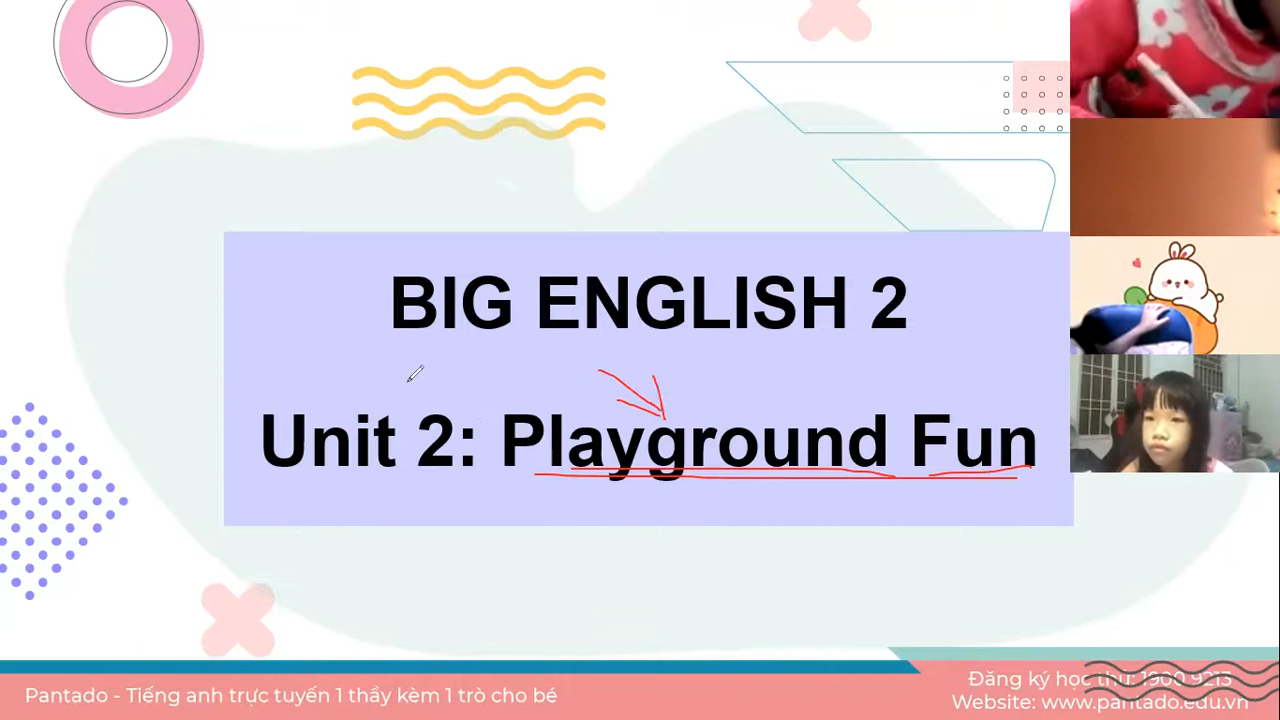 BIG ENGLISH 2
Unit 2: Playground Fun
Pantado - Tiếng anh trực tuyến 1 thầy kèm 1 trò cho bé
Đăng ký học thử: 1900 9213
Website: www.pantado.edu.vn